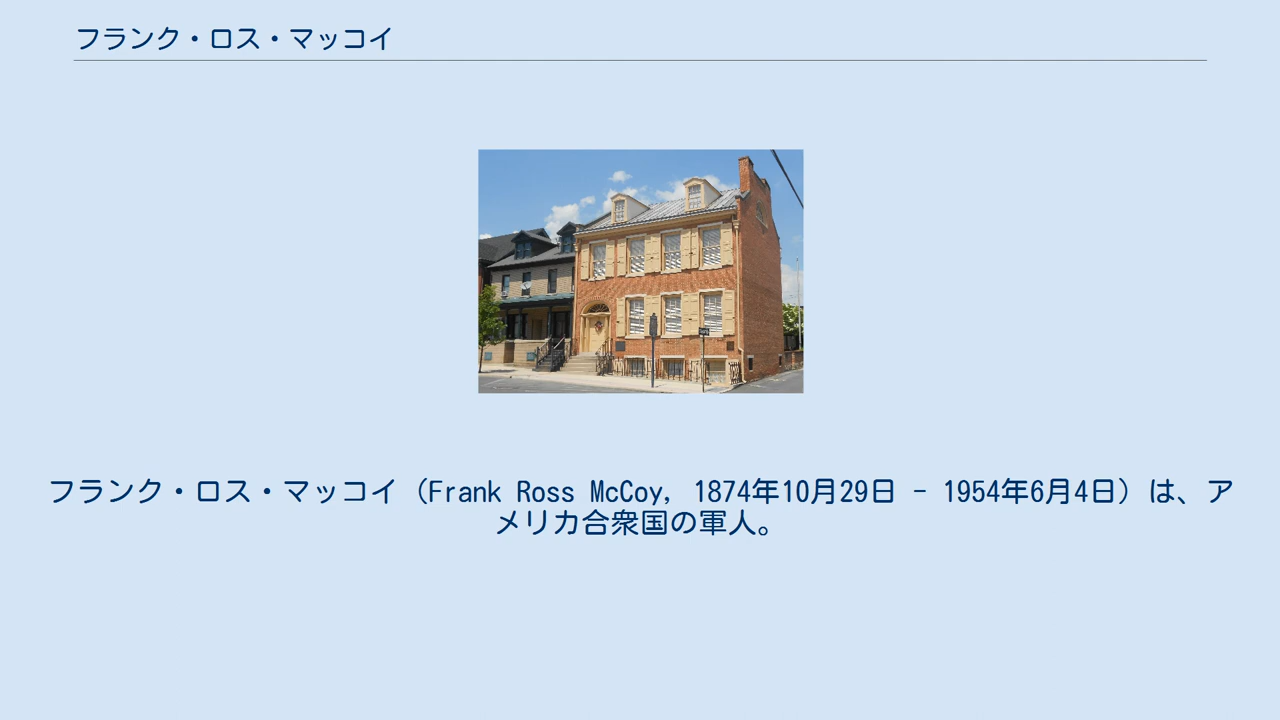 フランク・ロス・マッコイ
フランク・ロス・マッコイ（Frank Ross McCoy, 1874年10月29日 - 1954年6月4日）は、ア
メリカ合衆国の軍人。